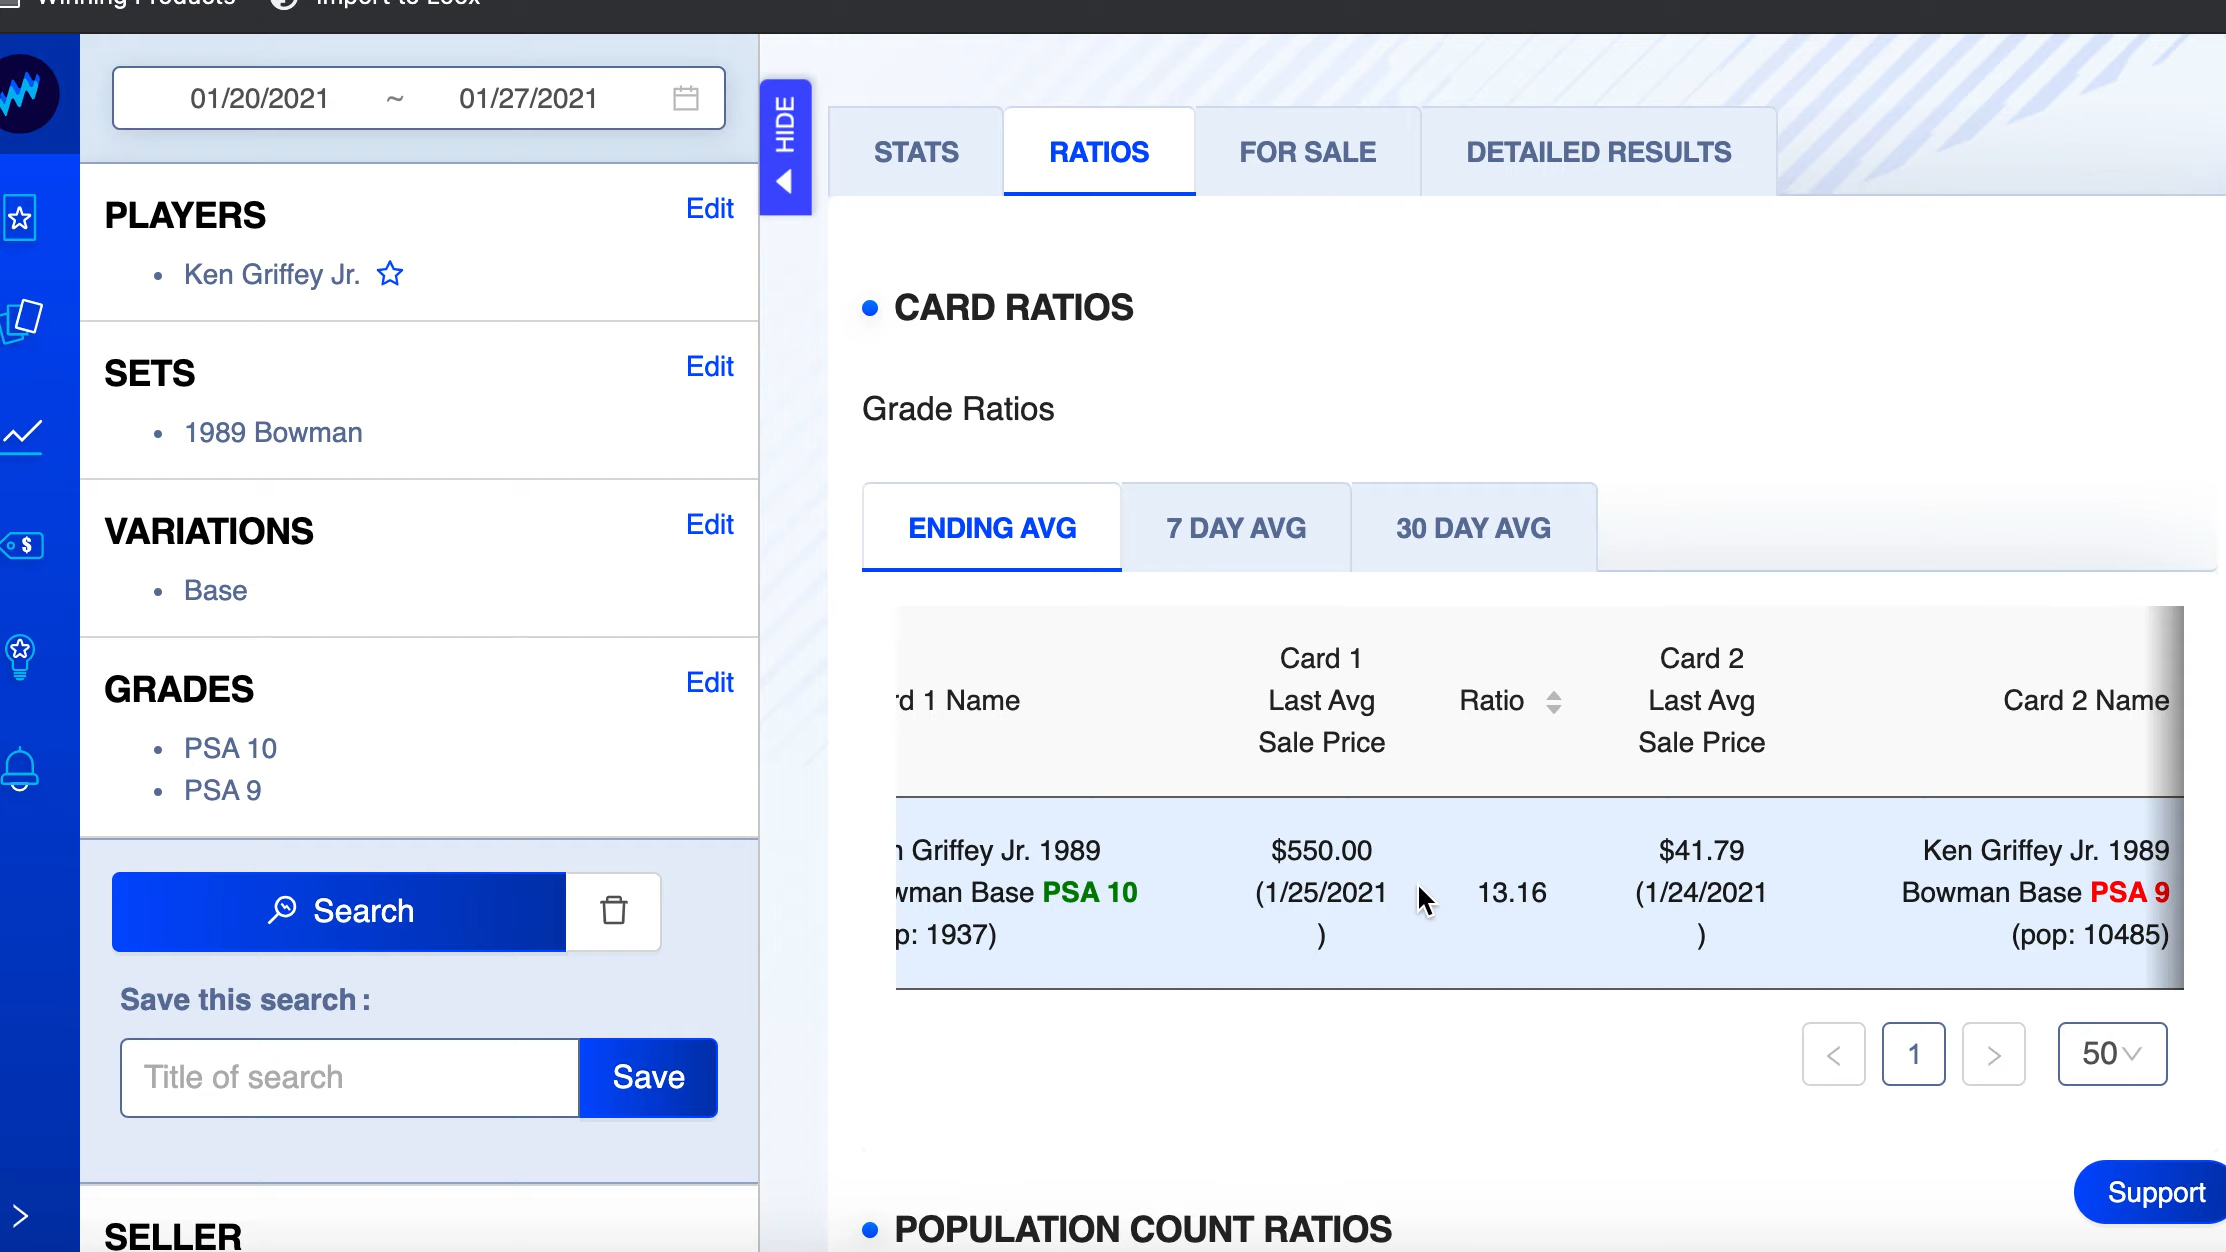 01/20/2021 ~ 01/27/2021
PLAYERS Edit
Ken Griffey Jr.
SETS Edit
1989 Bowman
VARIATIONS Edit
Base
GRADES Edit
PSA 10
PSA 9
Search
Save this search :
Title of search Save
SELLER
HIDE
STATS RATIOS FOR SALE DETAILED RESULTS
CARD RATIOS
Grade Ratios
ENDING AVG 7 DAY AVG 30 DAY AVG
rd 1 Name
Card 1
Last Avg
Sale Price
Ratio
Card 2
Last Avg
Sale Price
Card 2 Name
Griffey Jr. 1989
wman Base PSA 10
p: 1937)
$550.00
(1/25/2021
)
13.16
$41.79
(1/24/2021
)
Ken Griffey Jr. 1989
Bowman Base PSA 9
(pop: 10485)
< 1 > 50
Support
POPULATION COUNT RATIOS